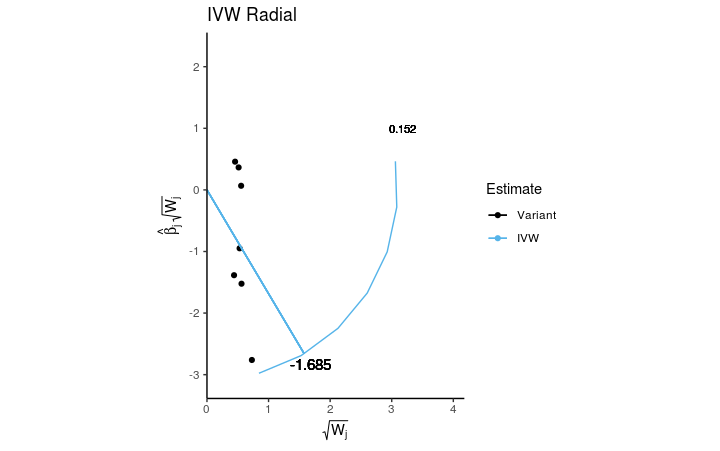 IVW Radial
2
1
0
-1
-2
-3
β̂j√Wj
0.152
-1.685
0 1 2 3 4
√Wj
Estimate
Variant
IVW